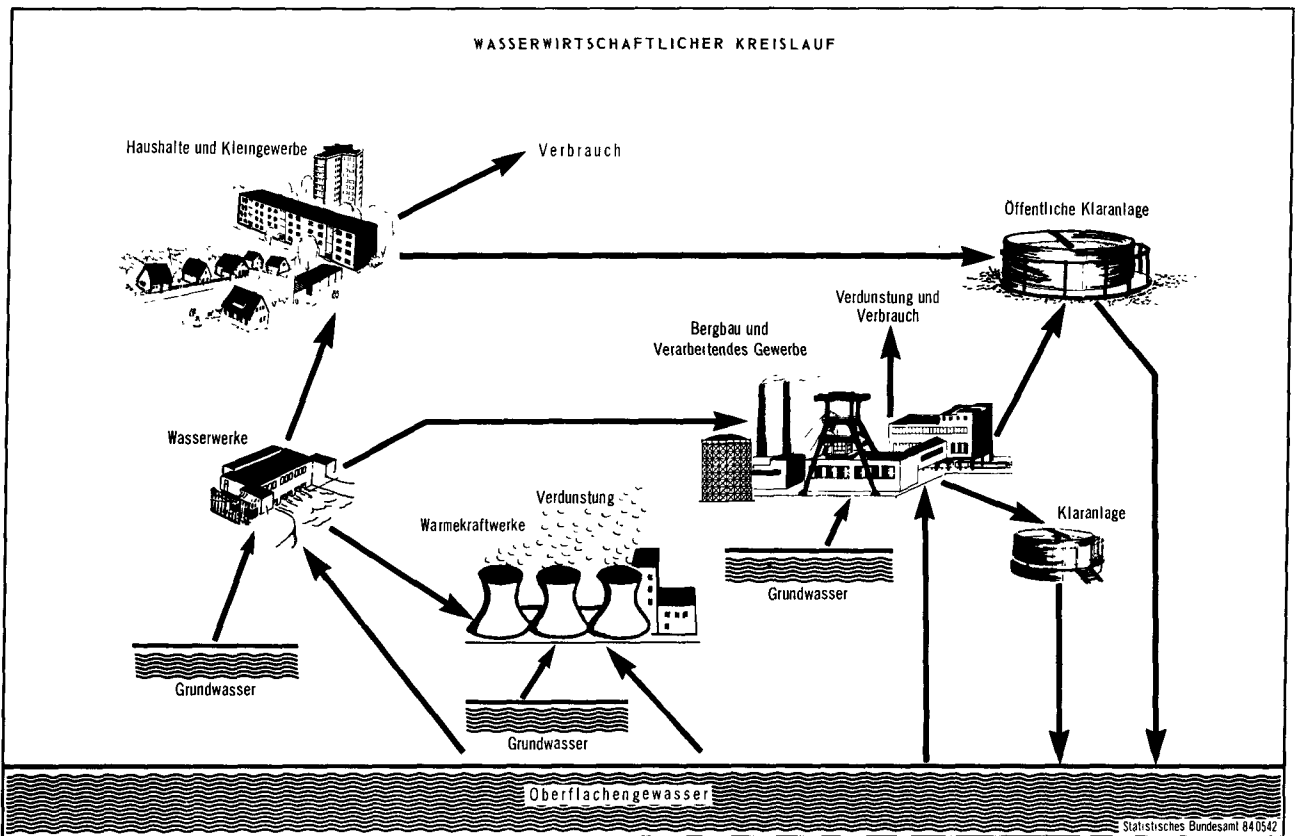 WASSERWIRTSCHAFTLICHER KREISLAUF
Haushalte und Kleingewerbe
Verbrauch
Öffentliche Klaranlage
Verdunstung und
Verbrauch
Bergbau und
Verarbeitendes Gewerbe
Wasserwerke
Verdunstung
Warmekraftwerke
Klaranlage
Grundwasser
Grundwasser
Grundwasser
Oberflachengewasser
Statistisches Bundesamt 840542